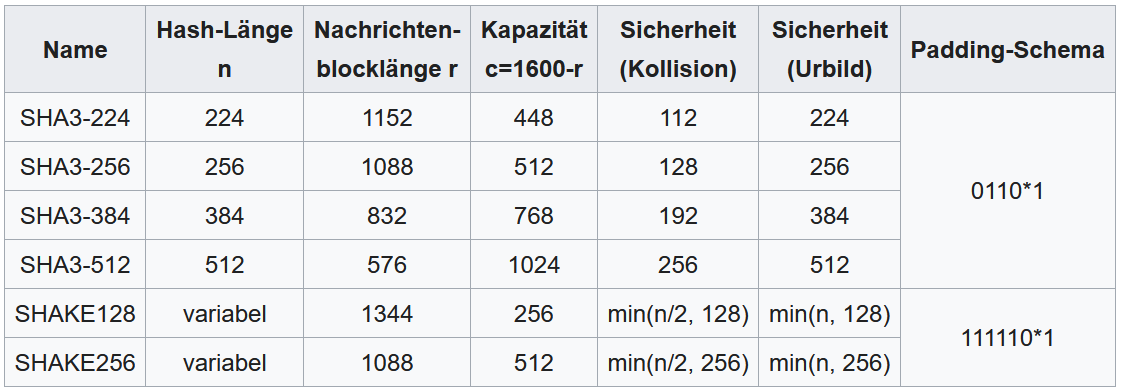 Name Hash-Länge n Nachrichten-blocklänge r Kapazität c=1600-r Sicherheit (Kollision) Sicherheit (Urbild) Padding-Schema
SHA3-224 224 1152 448 112 224 0110*1
SHA3-256 256 1088 512 128 256
SHA3-384 384 832 768 192 384
SHA3-512 512 576 1024 256 512
SHAKE128 variabel 1344 256 min(n/2, 128) min(n, 128) 111110*1
SHAKE256 variabel 1088 512 min(n/2, 256) min(n, 256)